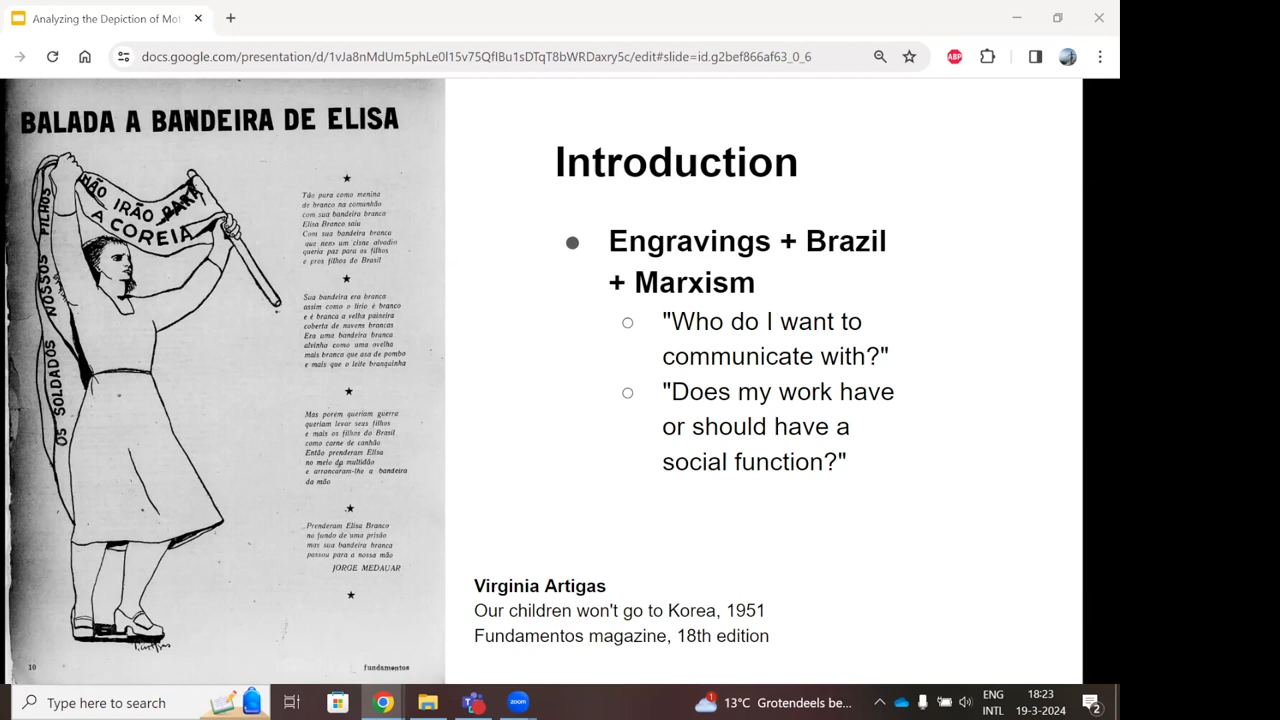 Analyzing the Depiction of Mot
docs.google.com/presentation/d/1vJa8nMdUm5phLe0l15v75QflBu1sDTqT8bWRDaxry5c/edit#slide=id.g2bef866af63_0_6
ABP
BALADA A BANDEIRA DE ELISA
OS SOLDADOS NOSSOS FILHOS
NÃO IRÃO PARA
A COREIA
Tão pura como menina
de branco na comunhão
com sua bandeira branca
Elisa Branco saiu
Com sua bandeira branca
que nem um cisne alvadio
queria paz para os filhos
e pros filhos do Brasil
Sua bandeira era branca
assim como o lírio é branco
e é branca a velha paineira
coberta de nuvens brancas
Era uma bandeira branca
alvinha como uma ovelha
mais branca que asa de pombo
e mais que o leite branquinha
Mas porém queriam guerra
queriam levar seus filhos
e mais os filhos do Brasil
como carne de canhão
Então prenderam Elisa
no meio da multidão
e arrancaram-lhe a bandeira
da mão
Prenderam Elisa Branco
no fundo de uma prisão
mas sua bandeira branca
passou para a nossa mão
JORGE MEDAUAR
10
fundamentos
Introduction
Engravings + Brazil
+ Marxism
"Who do I want to
communicate with?"
"Does my work have
or should have a
social function?"
Virginia Artigas
Our children won't go to Korea, 1951
Fundamentos magazine, 18th edition
Type here to search
zoom
1
13°C Grotendeels be...
ENG
INTL
18:23
19-3-2024
2